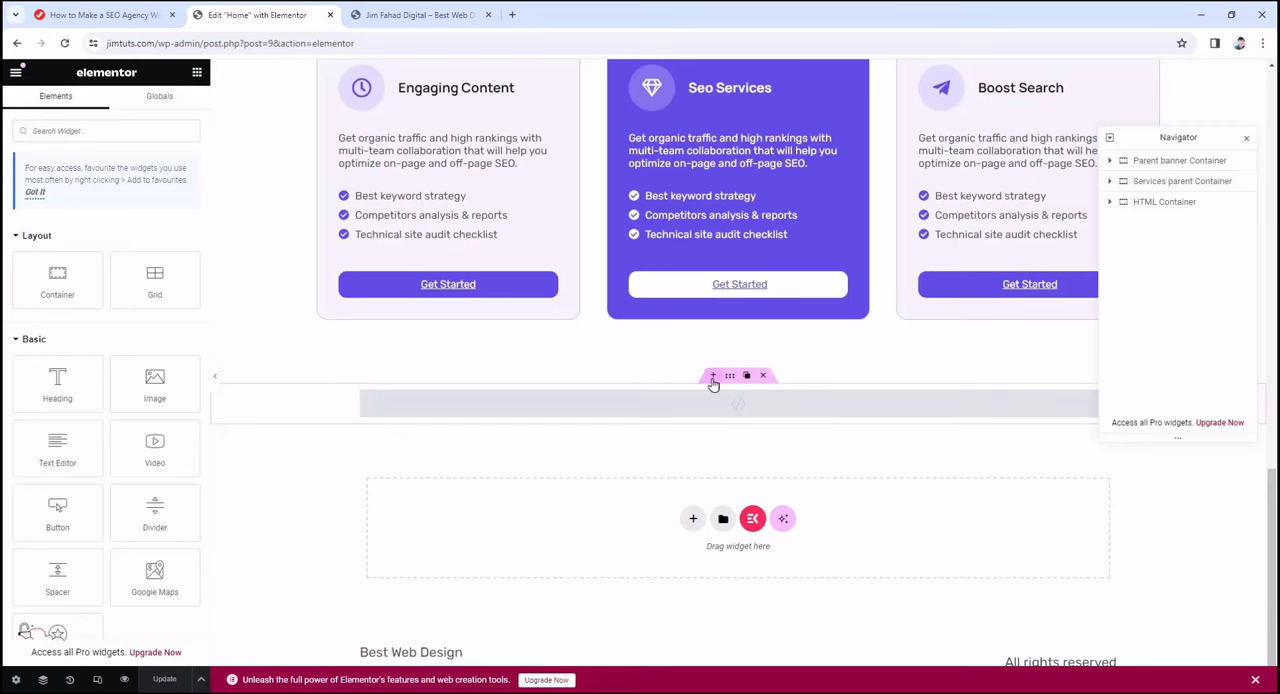 How to Make a SEO Agency W
Edit "Home" with Elementor
Jim Fahad Digital – Best Web D
jimtuts.com/wp-admin/post.php?post=9&action=elementor
elementor
Elements
Globals
Search Widget...
For easy access, favourite the widgets you use
most often by right clicking > Add to favourites.
Got It
Layout
Container
Grid
Basic
Heading
Image
Text Editor
Video
Button
Divider
Spacer
Google Maps
Access all Pro widgets. Upgrade Now
Update
Engaging Content
Get organic traffic and high rankings with
multi-team collaboration that will help you
optimize on-page and off-page SEO.
Best keyword strategy
Competitors analysis & reports
Technical site audit checklist
Get Started
Seo Services
Get organic traffic and high rankings with
multi-team collaboration that will help you
optimize on-page and off-page SEO.
Best keyword strategy
Competitors analysis & reports
Technical site audit checklist
Get Started
Boost Search
Get organic traffic and high rankings with
multi-team collaboration that will help you
optimize on-page and off-page SEO.
Best keyword strategy
Competitors analysis & reports
Technical site audit checklist
Get Started
Navigator
Parent banner Container
Services parent Container
HTML Container
Access all Pro widgets. Upgrade Now
Drag widget here
Best Web Design
All rights reserved
Unleash the full power of Elementor's features and web creation tools.
Upgrade Now